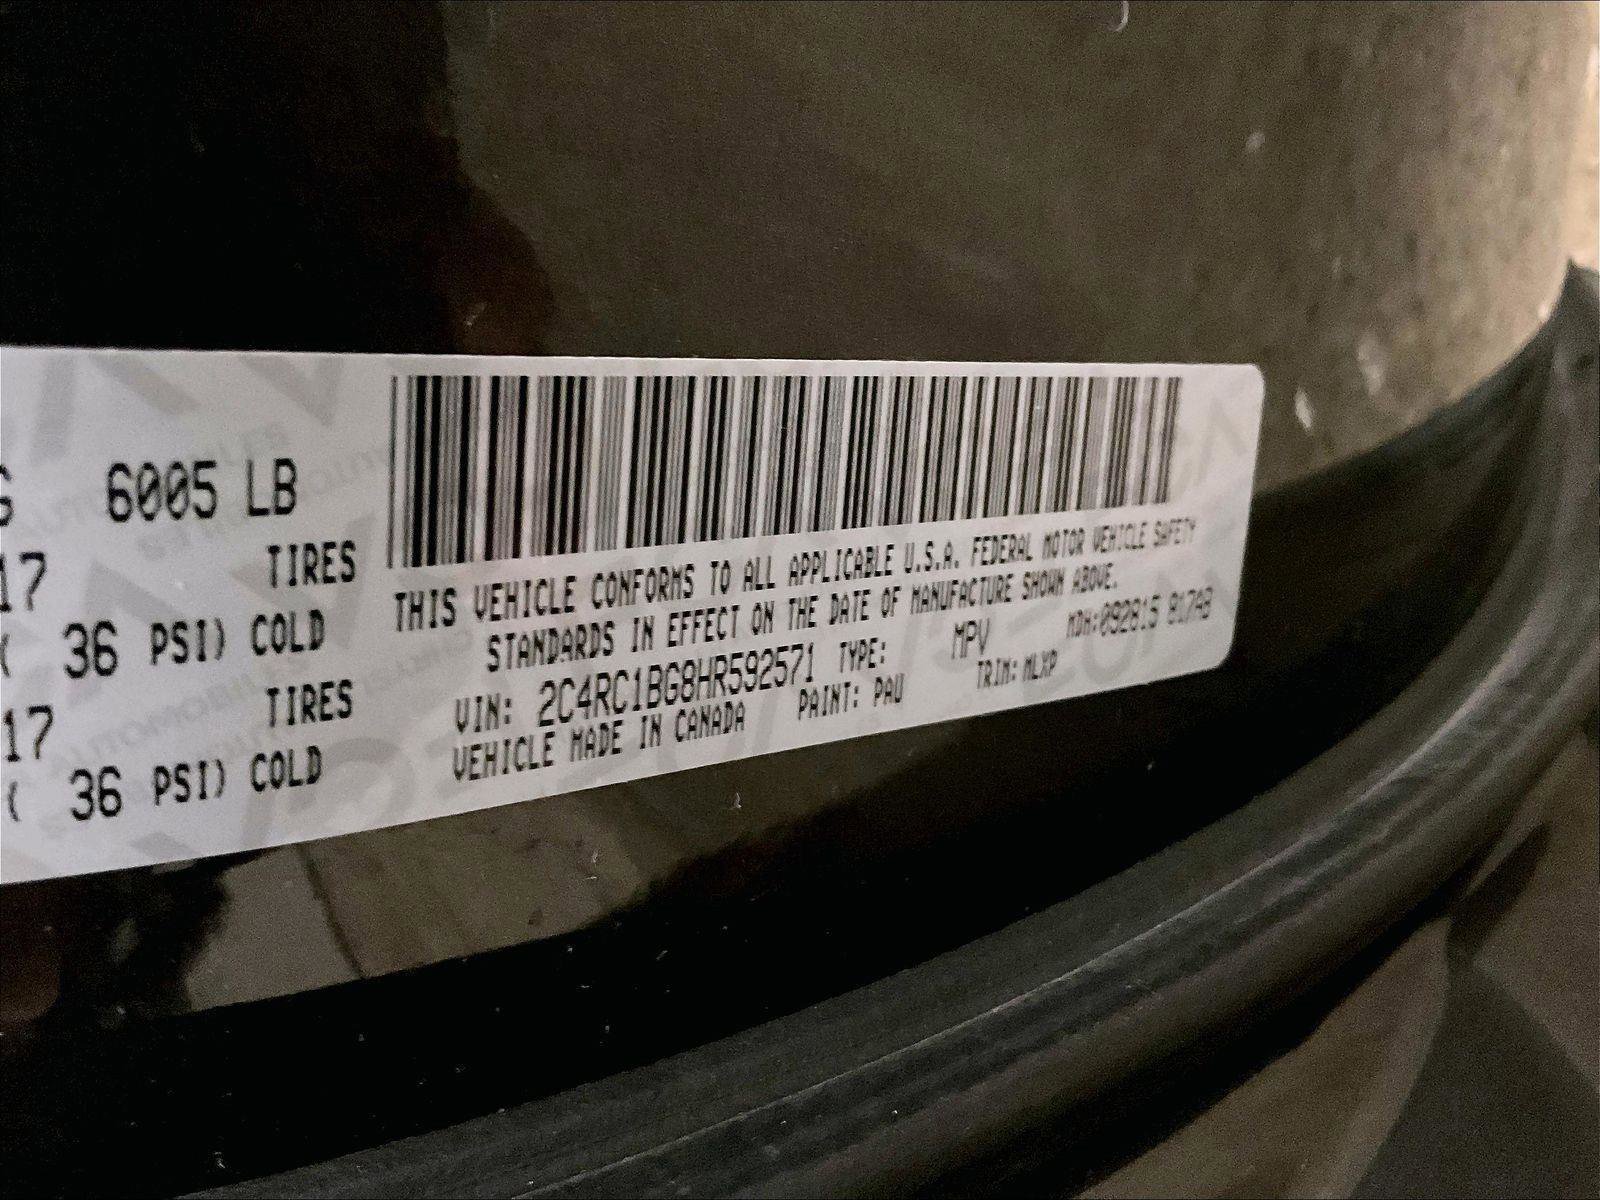 6005 LB
17 TIRES
( 36 PSI) COLD
17 TIRES
( 36 PSI) COLD
THIS VEHICLE CONFORMS TO ALL APPLICABLE U.S.A. FEDERAL MOTOR VEHICLE SAFETY
STANDARDS IN EFFECT ON THE DATE OF MANUFACTURE SHOWN ABOVE.
VIN: 2C4RC1BG8HR592571 TYPE: MPV MDH:092815 817AB
VEHICLE MADE IN CANADA PAINT: PAU TRIM: MLXP